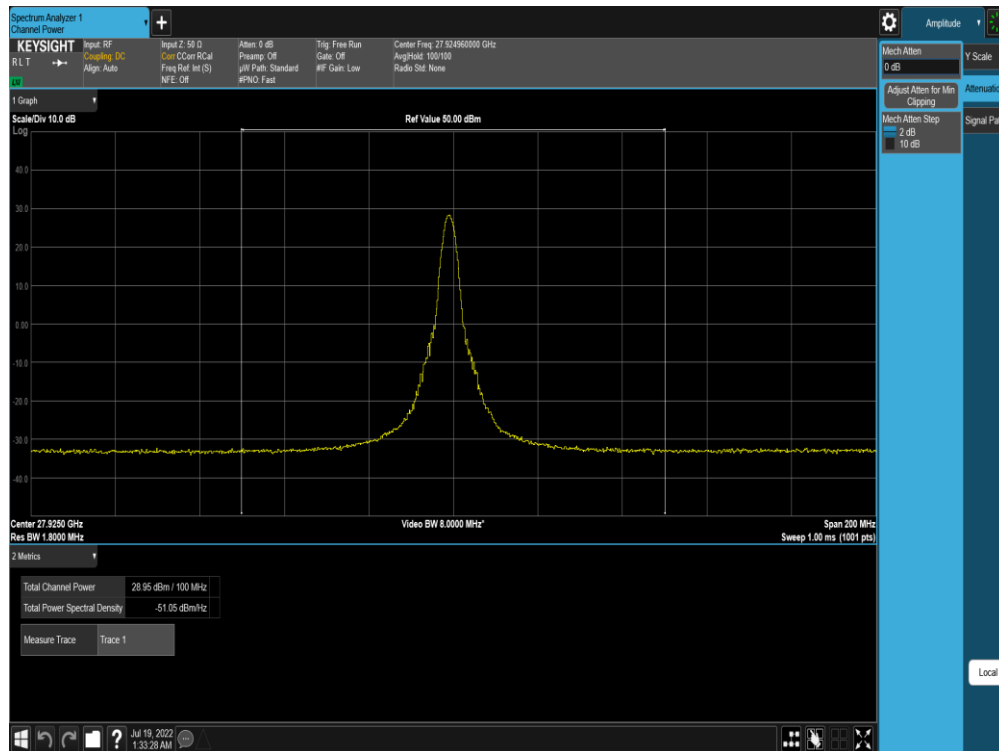 Spectrum Analyzer 1
Channel Power
+
Amplitude
KEYSIGHT
R L T
LXI
Input: RF
Coupling: DC
Align: Auto
Input Z: 50 Ω
Corr CCorr RCal
Freq Ref: Int (S)
NFE: Off
Atten: 0 dB
Preamp: Off
µW Path: Standard
#PNO: Fast
Trig: Free Run
Gate: Off
#IF Gain: Low
Center Freq: 27.924960000 GHz
Avg|Hold: 100/100
Radio Std: None
Mech Atten
0 dB
Adjust Atten for Min
Clipping
Mech Atten Step
2 dB
10 dB
Y Scale
Attenuatio
Signal Pat
1 Graph
Scale/Div 10.0 dB
Ref Value 50.00 dBm
Log
40.0
30.0
20.0
10.0
0.00
-10.0
-20.0
-30.0
-40.0
Center 27.9250 GHz
Video BW 8.0000 MHz*
Span 200 MHz
Res BW 1.8000 MHz
Sweep 1.00 ms (1001 pts)
2 Metrics
Total Channel Power 28.95 dBm / 100 MHz
Total Power Spectral Density -51.05 dBm/Hz
Measure Trace Trace 1
Local
?
Jul 19, 2022
1:33:28 AM